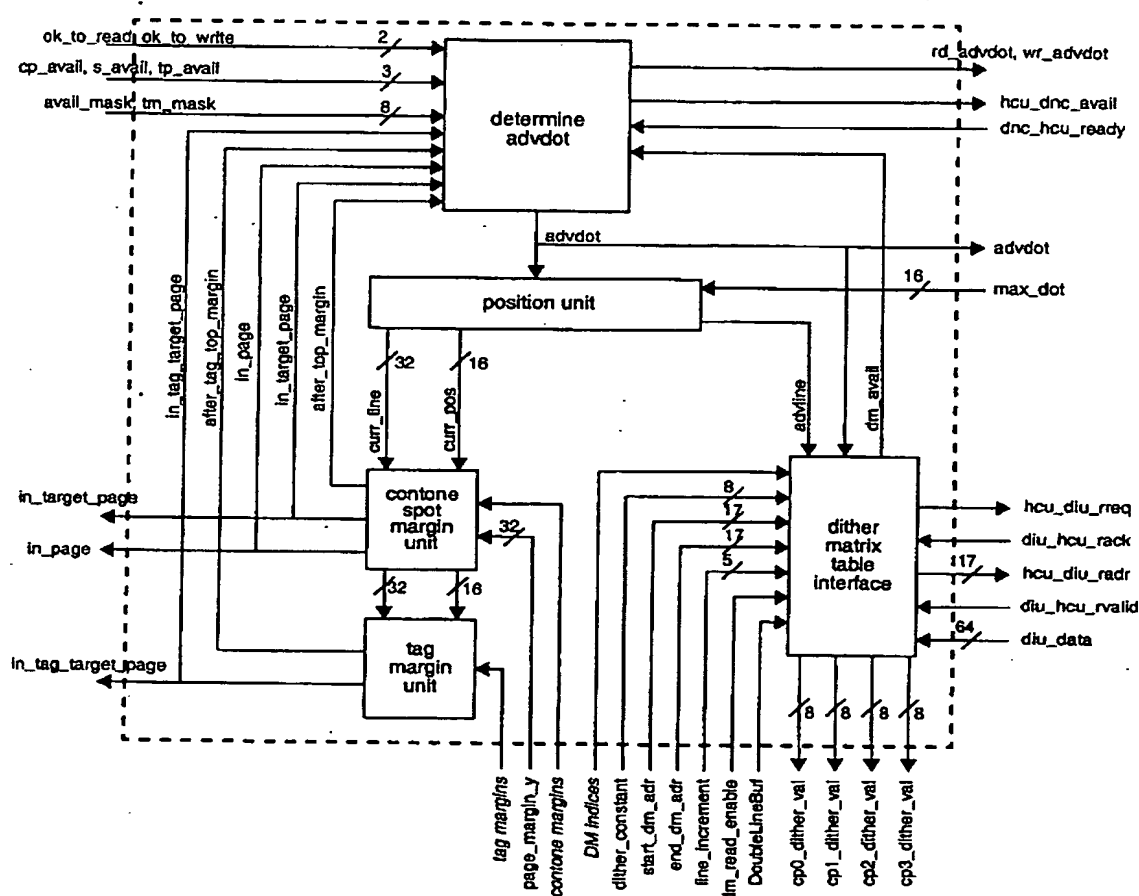 ok_to_read, ok_to_write
2
cp_avail, s_avail, tp_avail
3
avail_mask, tm_mask
8
determine
advdot
rd_advdot, wr_advdot
hcu_dnc_avail
dnc_hcu_ready
advdot
advdot
position unit
16
max_dot
in_tag_target_page
after_tag_top_margin
in_page
in_target_page
after_top_margin
32
16
curr_line
curr_pos
advline
dm_avail
in_target_page
in_page
contone
spot
margin
unit
32
32
16
in_tag_target_page
tag
margin
unit
8
17
17
5
dither
matrix
table
interface
hcu_diu_rreq
diu_hcu_rack
17
hcu_diu_radr
diu_hcu_rvalid
64
diu_data
8
8
8
8
tag margins
page_margin_y
contone margins
DM indices
dither_constant
start_dm_adr
end_dm_adr
line_increment
dm_read_enable
DoubleLineBuf
cp0_dither_val
cp1_dither_val
cp2_dither_val
cp3_dither_val